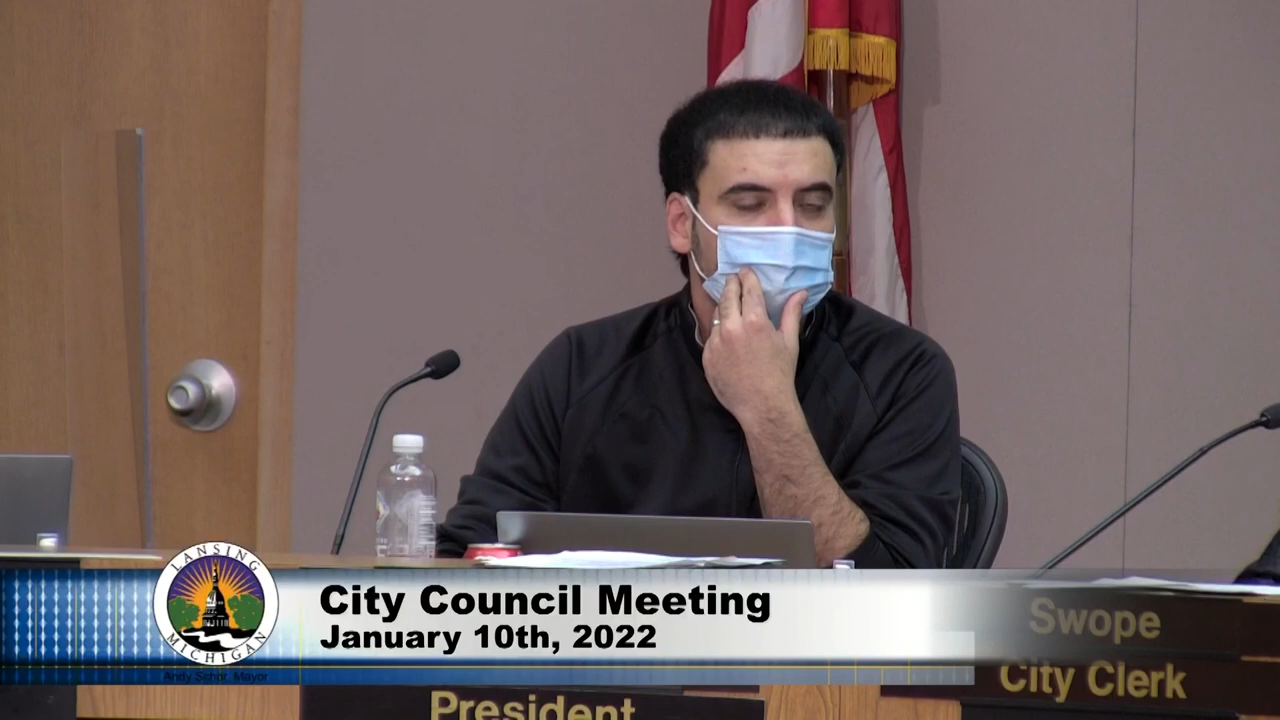 City Council Meeting
January 10th, 2022
LANSING
MICHIGAN
Andy Schor, Mayor
Swope
City Clerk
President